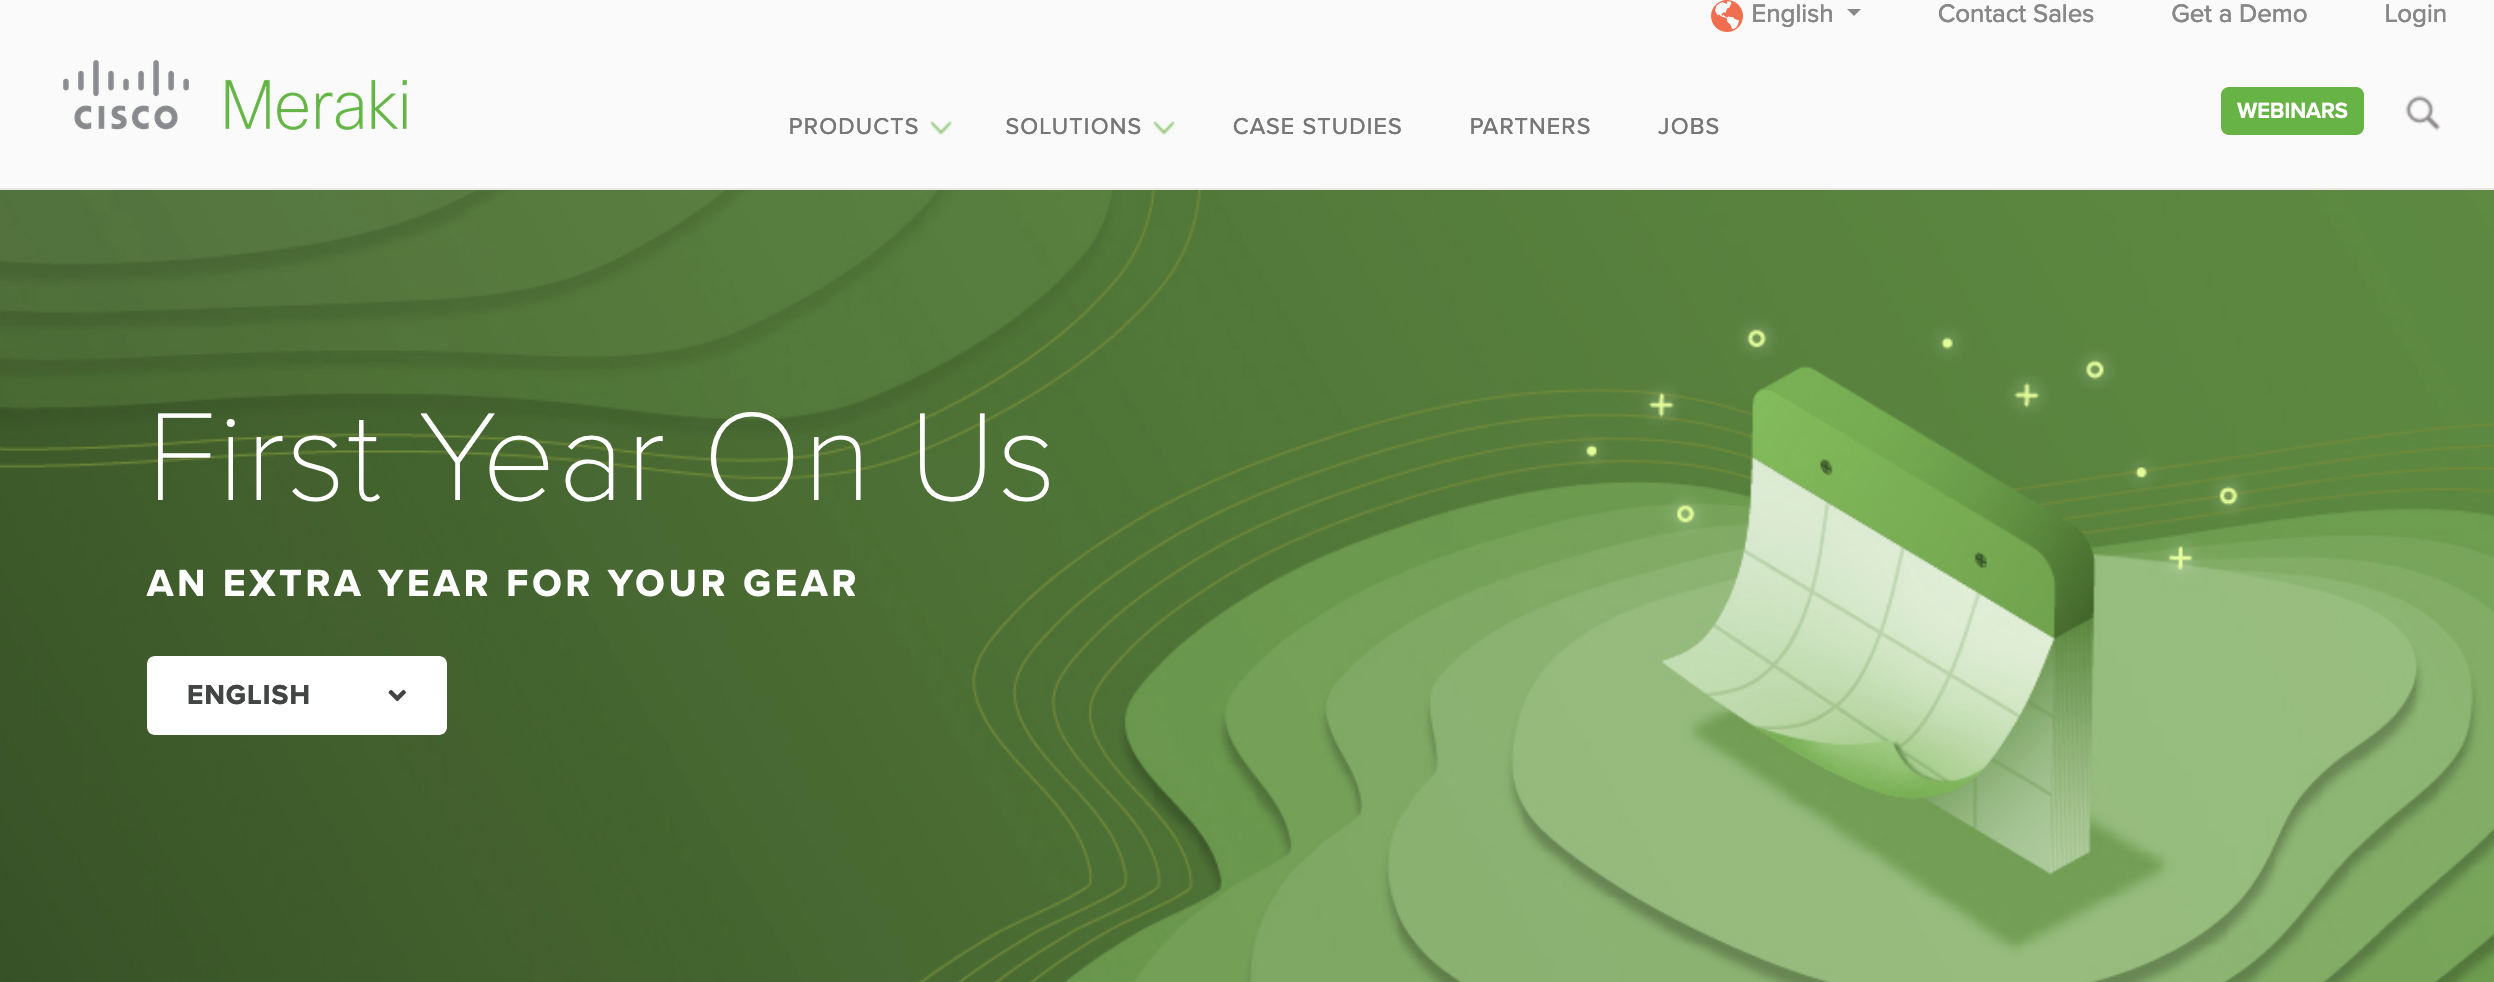 English
Contact Sales
Get a Demo
Login
CISCO
Meraki
PRODUCTS
SOLUTIONS
CASE STUDIES
PARTNERS
JOBS
WEBINARS
First Year On Us
AN EXTRA YEAR FOR YOUR GEAR
ENGLISH